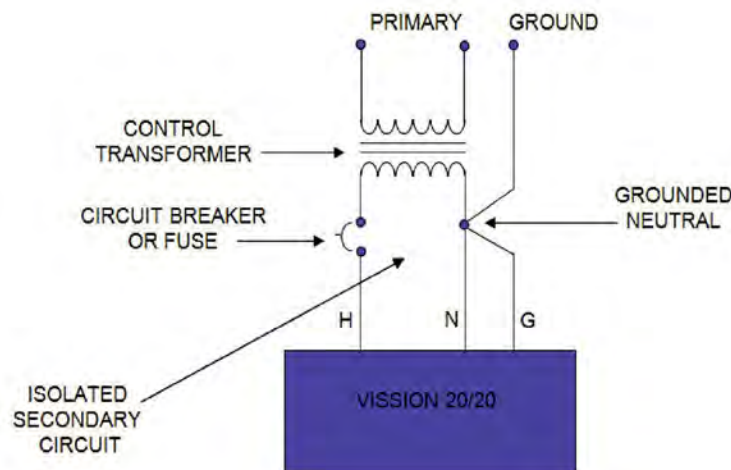 PRIMARY
GROUND
CONTROL
TRANSFORMER
CIRCUIT BREAKER
OR FUSE
GROUNDED
NEUTRAL
H
N
G
ISOLATED
SECONDARY
CIRCUIT
VISSION 20/20